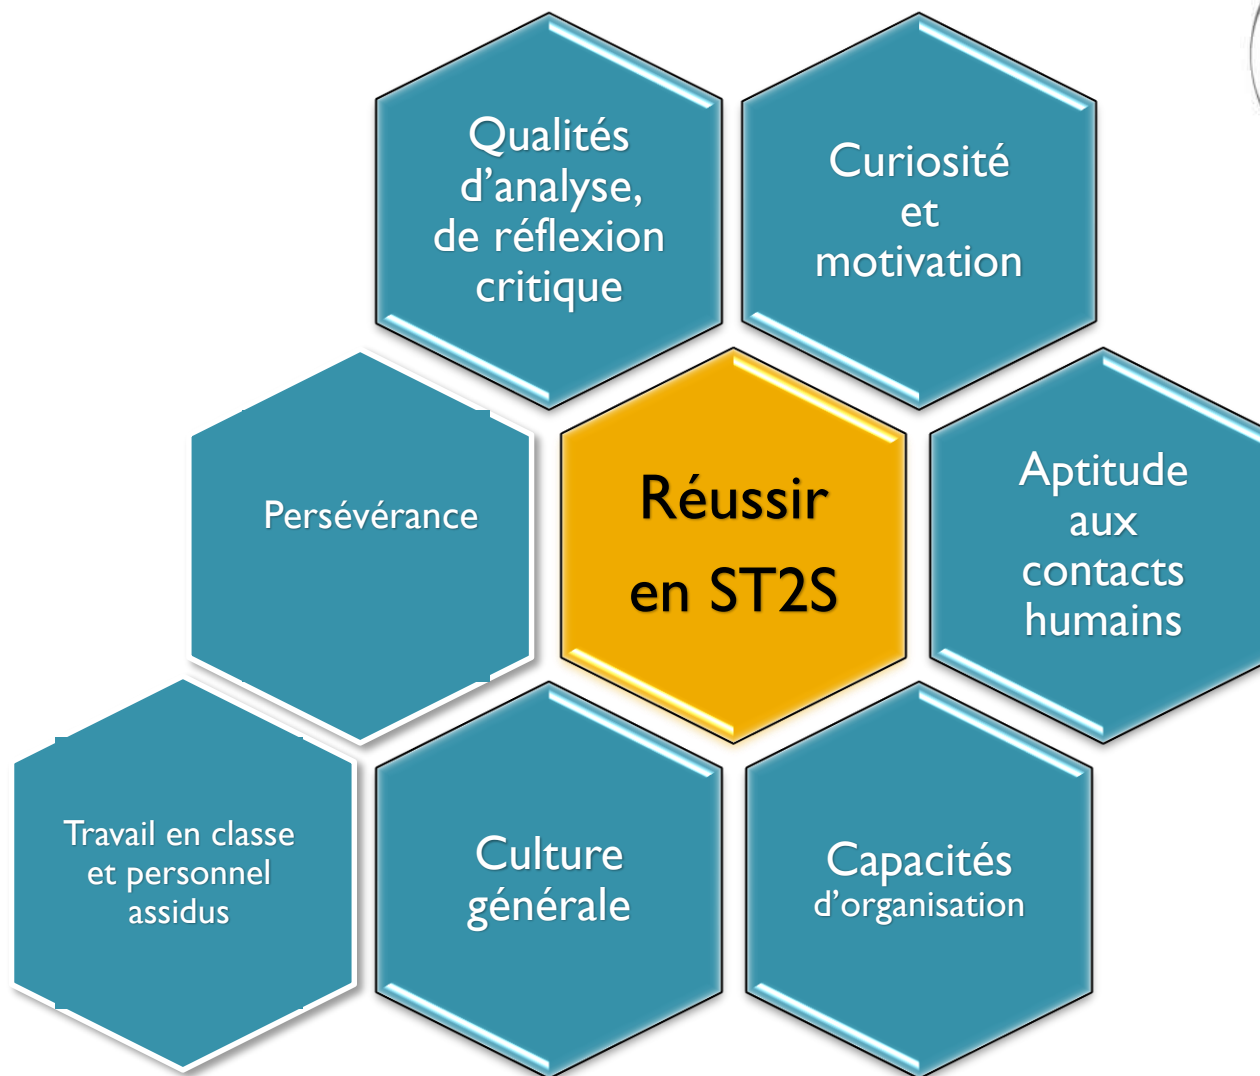 Qualités
d’analyse,
de réflexion
critique
Curiosité
et
motivation
Persévérance
Réussir
en ST2S
Aptitude
aux
contacts
humains
Travail en classe
et personnel
assidus
Culture
générale
Capacités
d’organisation